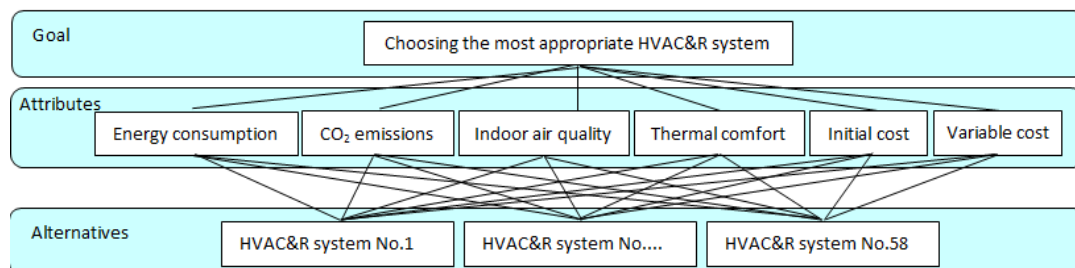 Goal
Choosing the most appropriate HVAC&R system
Attributes
Energy consumption
CO₂ emissions
Indoor air quality
Thermal comfort
Initial cost
Variable cost
Alternatives
HVAC&R system No.1
HVAC&R system No....
HVAC&R system No.58